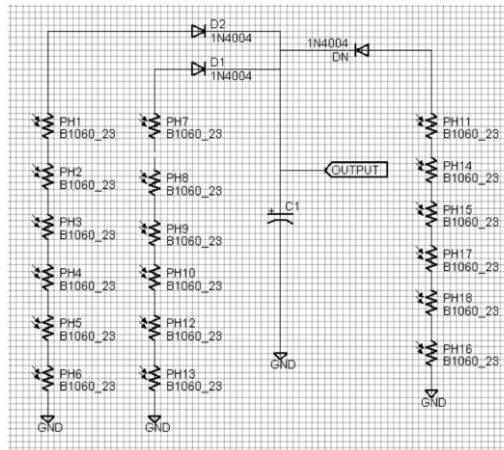 D2
1N4004
D1
1N4004
1N4004
DN
PH1
B1060_23
PH2
B1060_23
PH3
B1060_23
PH4
B1060_23
PH5
B1060_23
PH6
B1060_23
GND
PH7
B1060_23
PH8
B1060_23
PH9
B1060_23
PH10
B1060_23
PH12
B1060_23
PH13
B1060_23
GND
OUTPUT
+
C1
GND
PH11
B1060_23
PH14
B1060_23
PH15
B1060_23
PH17
B1060_23
PH18
B1060_23
PH16
B1060_23
GND